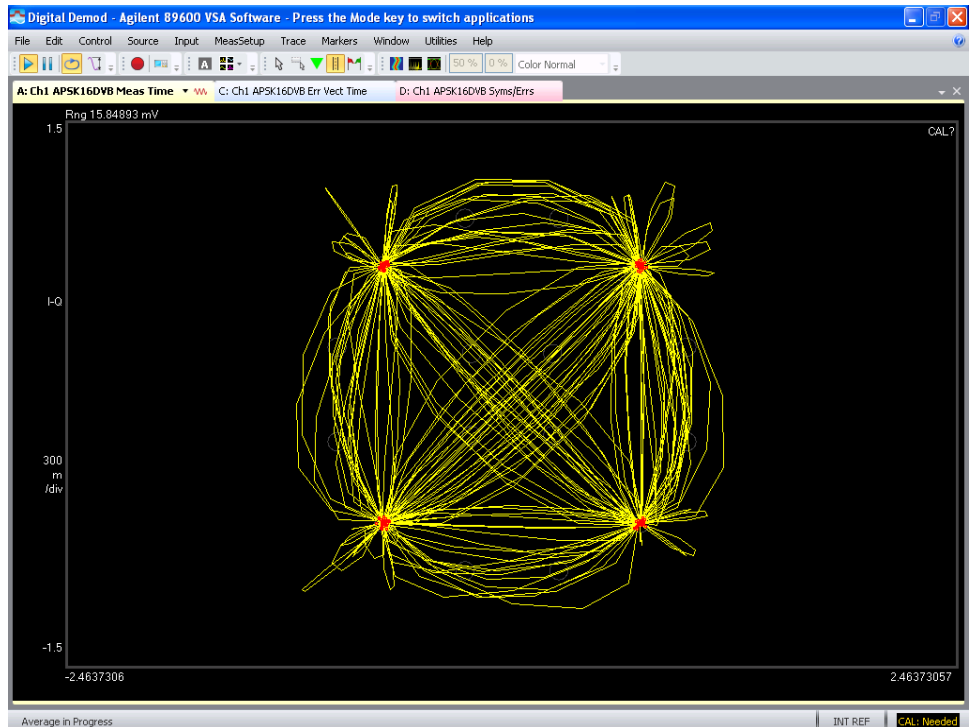 Digital Demod - Agilent 89600 VSA Software - Press the Mode key to switch applications
File Edit Control Source Input MeasSetup Trace Markers Window Utilities Help
A 50 % 0 % Color Normal
A: Ch1 APSK16DVB Meas Time C: Ch1 APSK16DVB Err Vect Time D: Ch1 APSK16DVB Syms/Errs
Rng 15.84893 mV
1.5
CAL?
I-Q
300
m
/div
-1.5
-2.4637306 2.46373057
Average in Progress INT REF CAL: Needed